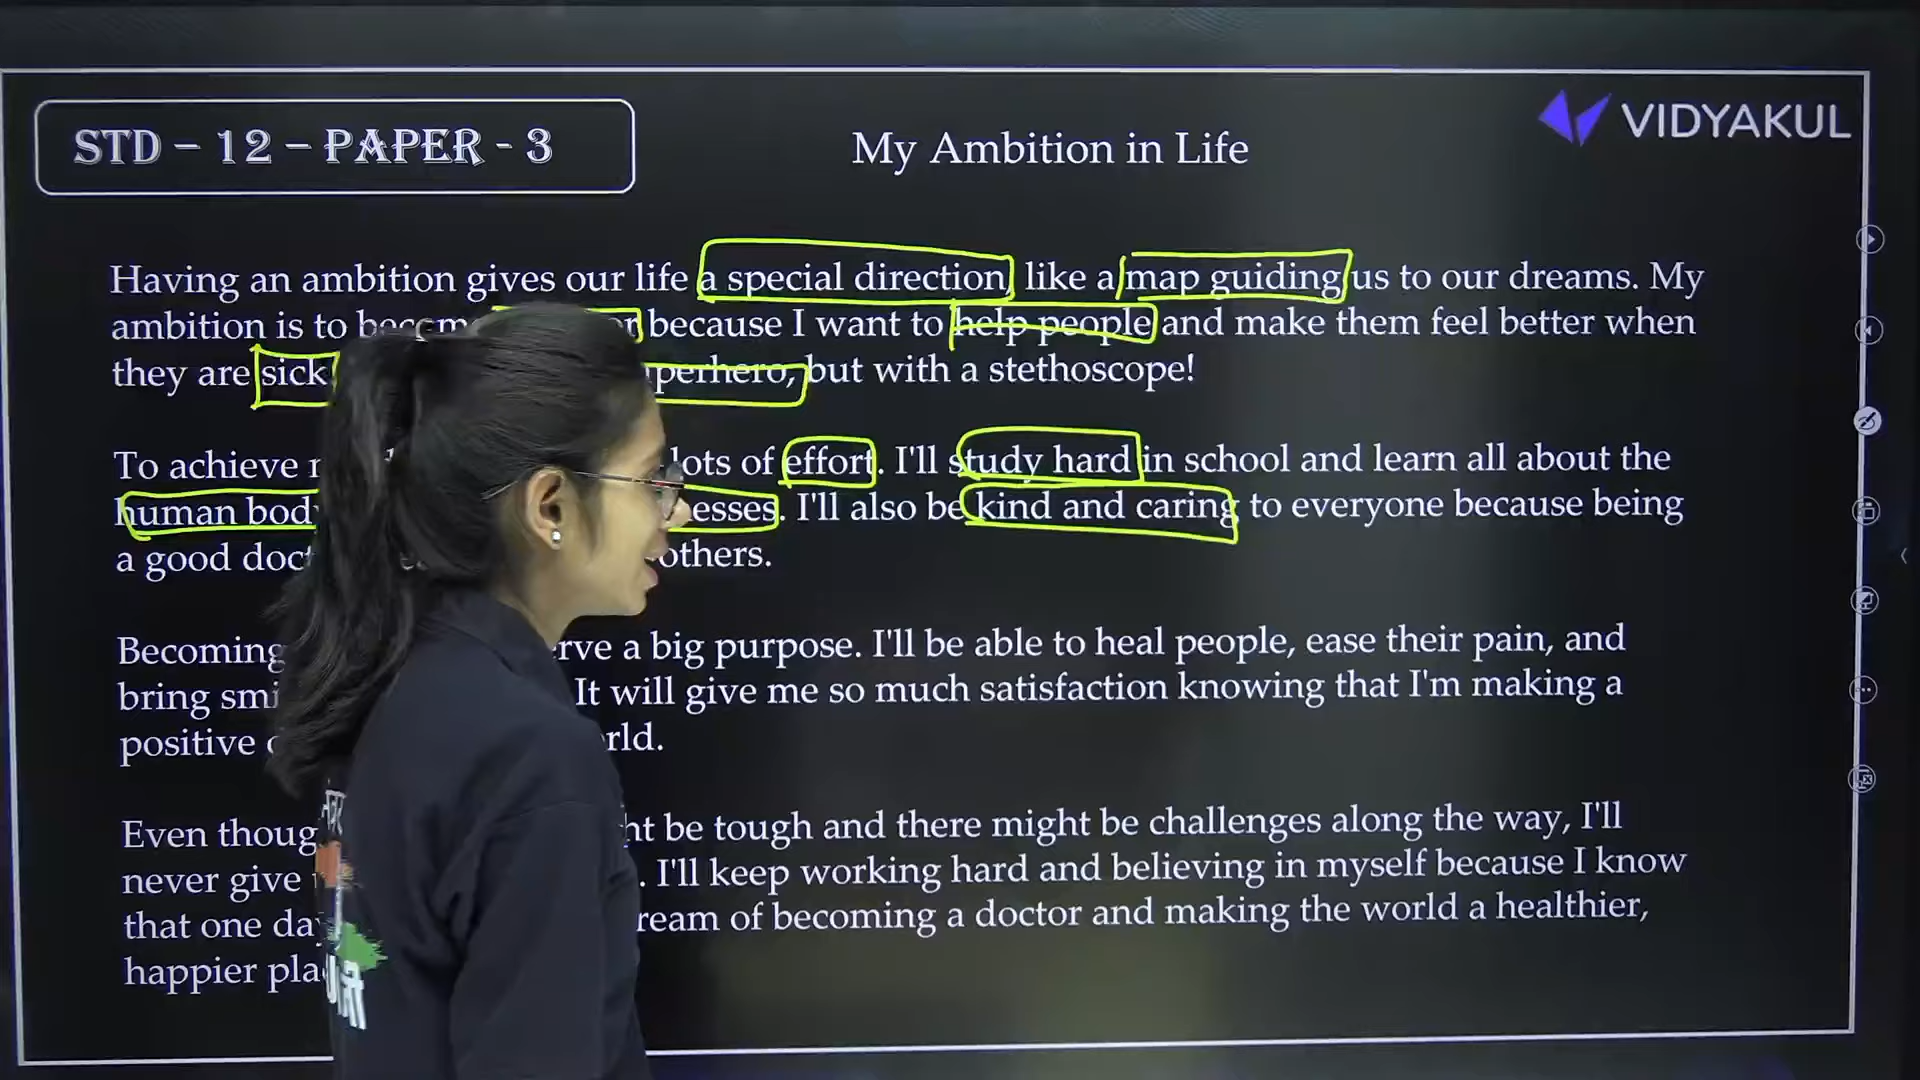 STD – 12 – PAPER - 3
My Ambition in Life
VIDYAKUL
Having an ambition gives our life a special direction, like a map guiding us to our dreams. My
ambition is to become because I want to help people and make them feel better when
they are sick but with a stethoscope!
To achieve lots of effort. I'll study hard in school and learn all about the
human I'll also be kind and caring to everyone because being
a good others.
Becoming a big purpose. I'll be able to heal people, ease their pain, and
bring It will give me so much satisfaction knowing that I'm making a
positive
Even be tough and there might be challenges along the way, I'll
never give I'll keep working hard and believing in myself because I know
that one of becoming a doctor and making the world a healthier,
happier